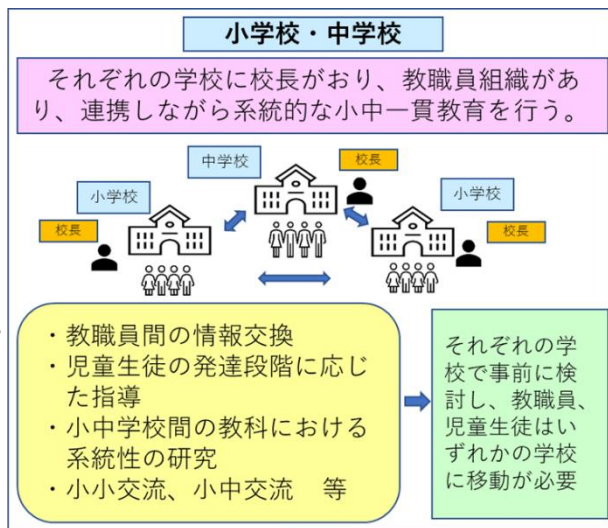 小学校・中学校
それぞれの学校に校長がおり、教職員組織があ
り、連携しながら系統的な小中一貫教育を行う。
中学校
校長
小学校
小学校
校長
校長
・教職員間の情報交換
・児童生徒の発達段階に応じ
た指導
・小中学校間の教科における
系統性の研究
・小小交流、小中交流　等
それぞれの学
校で事前に検
討し、教職員、
児童生徒はい
ずれかの学校
に移動が必要